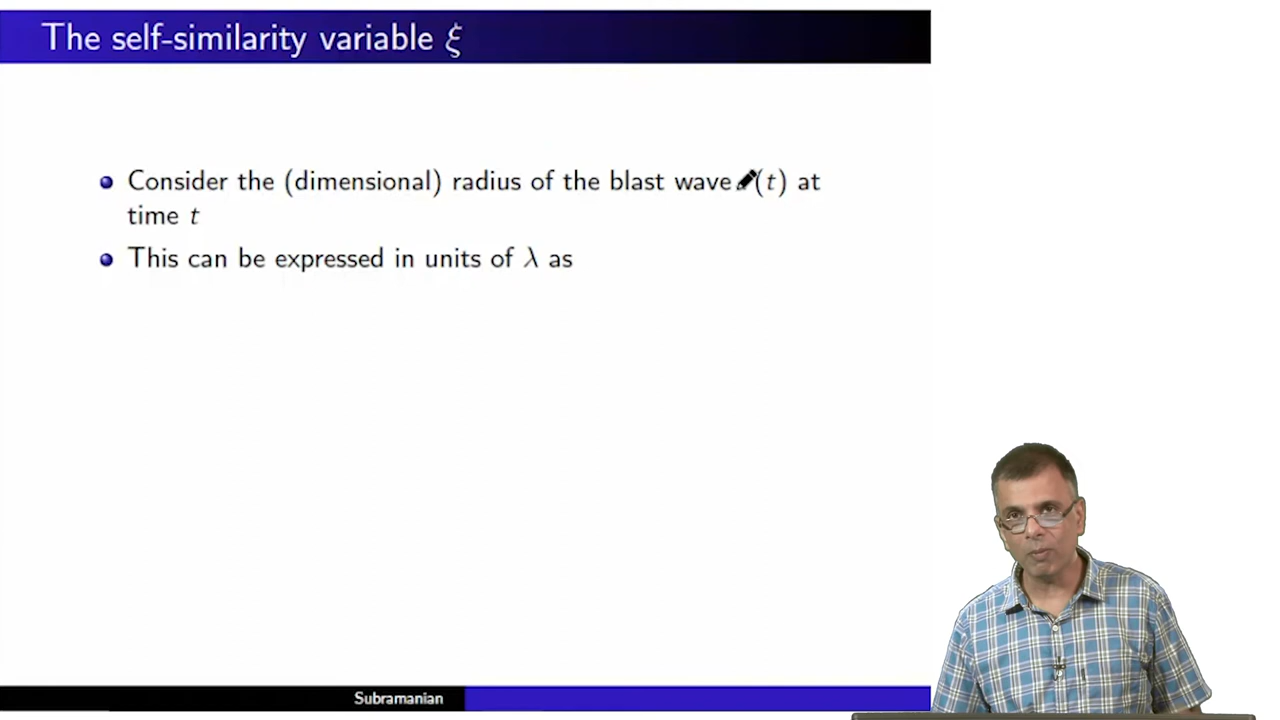 The self-similarity variable ξ
Consider the (dimensional) radius of the blast wave (t) at
time t
This can be expressed in units of λ as
Subramanian